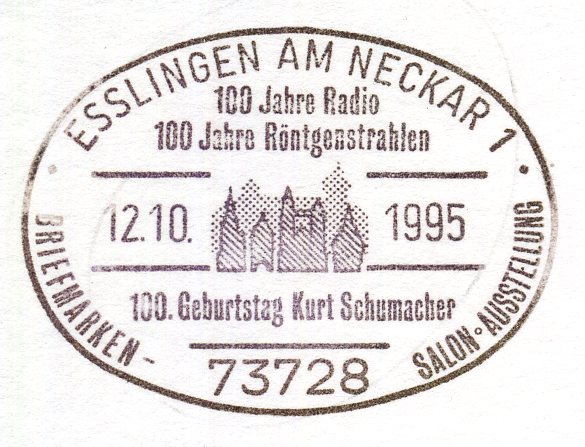 ESSLINGEN AM NECKAR 1
100 Jahre Radio
100 Jahre Röntgenstrahlen
12.10. 1995
100. Geburtstag Kurt Schumacher
BRIEFMARKEN- SALON·AUSSTELLUNG
73728